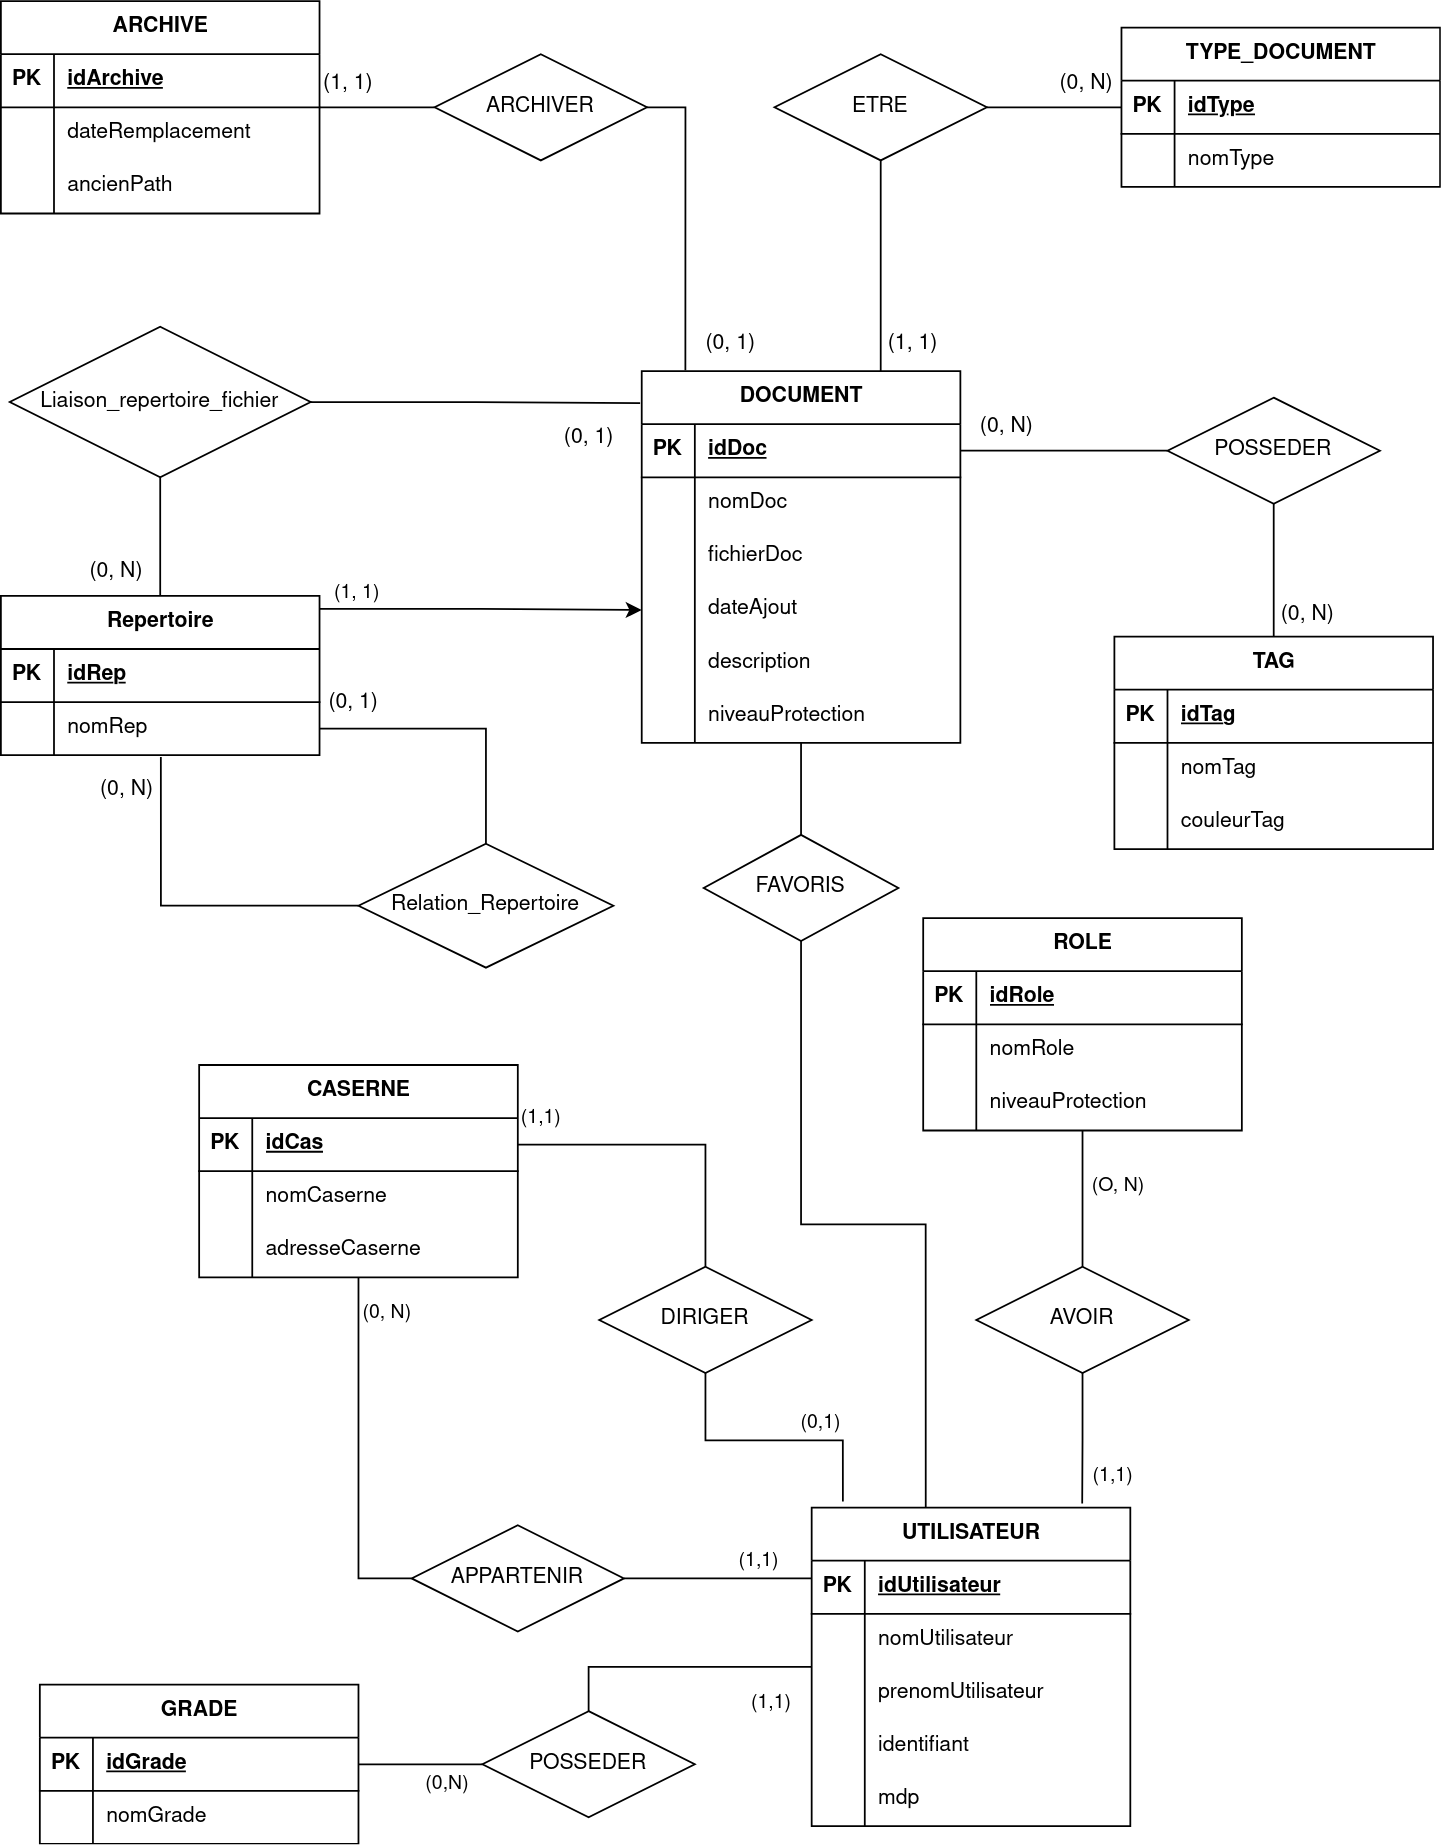 ARCHIVE
PK idArchive
dateRemplacement
ancienPath
(1, 1)
ARCHIVER
ETRE
(0, N)
TYPE_DOCUMENT
PK idType
nomType
(0, 1)
(1, 1)
Liaison_repertoire_fichier
(0, 1)
(0, N)
DOCUMENT
PK idDoc
nomDoc
fichierDoc
dateAjout
description
niveauProtection
(0, N)
POSSEDER
(0, N)
TAG
PK idTag
nomTag
couleurTag
Repertoire
PK idRep
nomRep
(1, 1)
(0, 1)
(0, N)
Relation_Repertoire
FAVORIS
ROLE
PK idRole
nomRole
niveauProtection
(O, N)
AVOIR
(1,1)
CASERNE
PK idCas
nomCaserne
adresseCaserne
(1,1)
(0, N)
DIRIGER
(0,1)
APPARTENIR
(1,1)
UTILISATEUR
PK idUtilisateur
nomUtilisateur
prenomUtilisateur
identifiant
mdp
(1,1)
POSSEDER
(0,N)
GRADE
PK idGrade
nomGrade